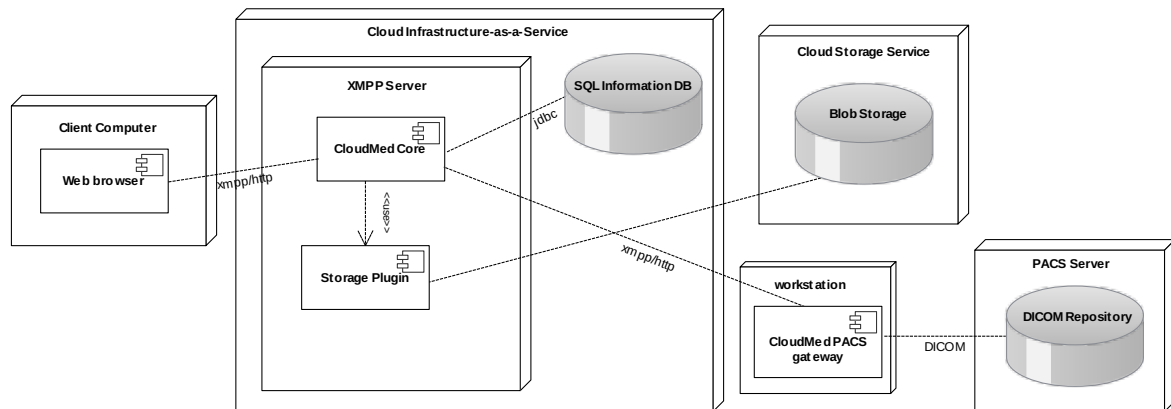 Cloud Infrastructure-as-a-Service
Cloud Storage Service
XMPP Server
SQL Information DB
Client Computer
Blob Storage
jdbc
CloudMed Core
Web browser
xmpp/http
<<use>>
xmpp/http
Storage Plugin
PACS Server
workstation
DICOM Repository
CloudMed PACS
gateway
DICOM